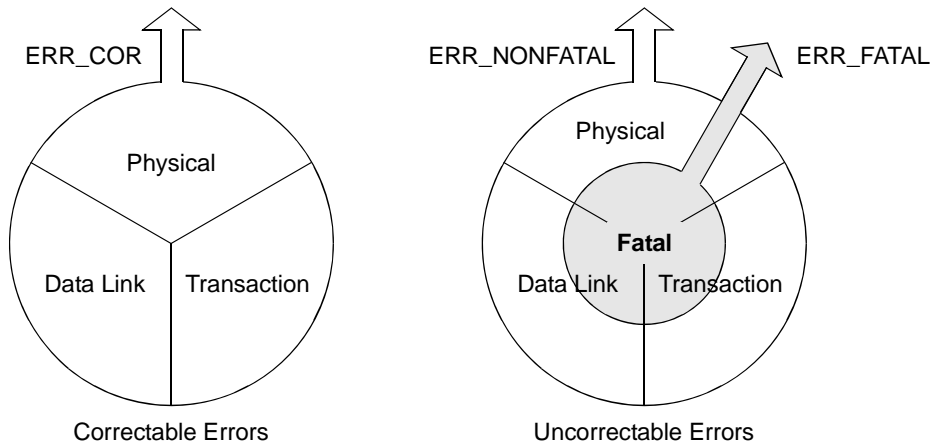 ERR_COR
Physical
Data Link
Transaction
Correctable Errors
ERR_NONFATAL
ERR_FATAL
Physical
Fatal
Data Link
Transaction
Uncorrectable Errors